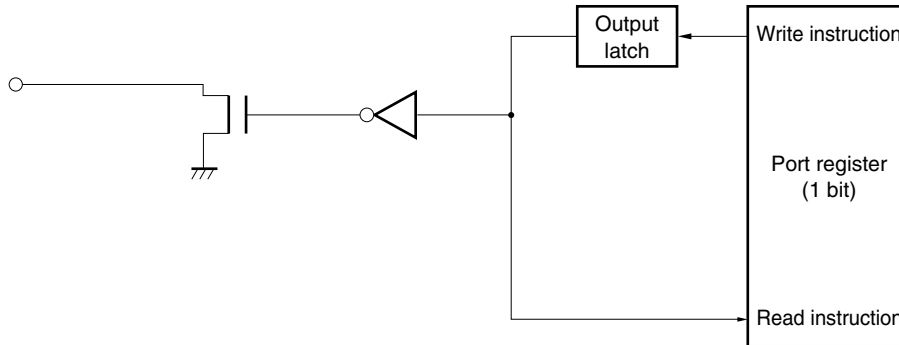 Output
latch
Write instruction
Port register
(1 bit)
Read instruction